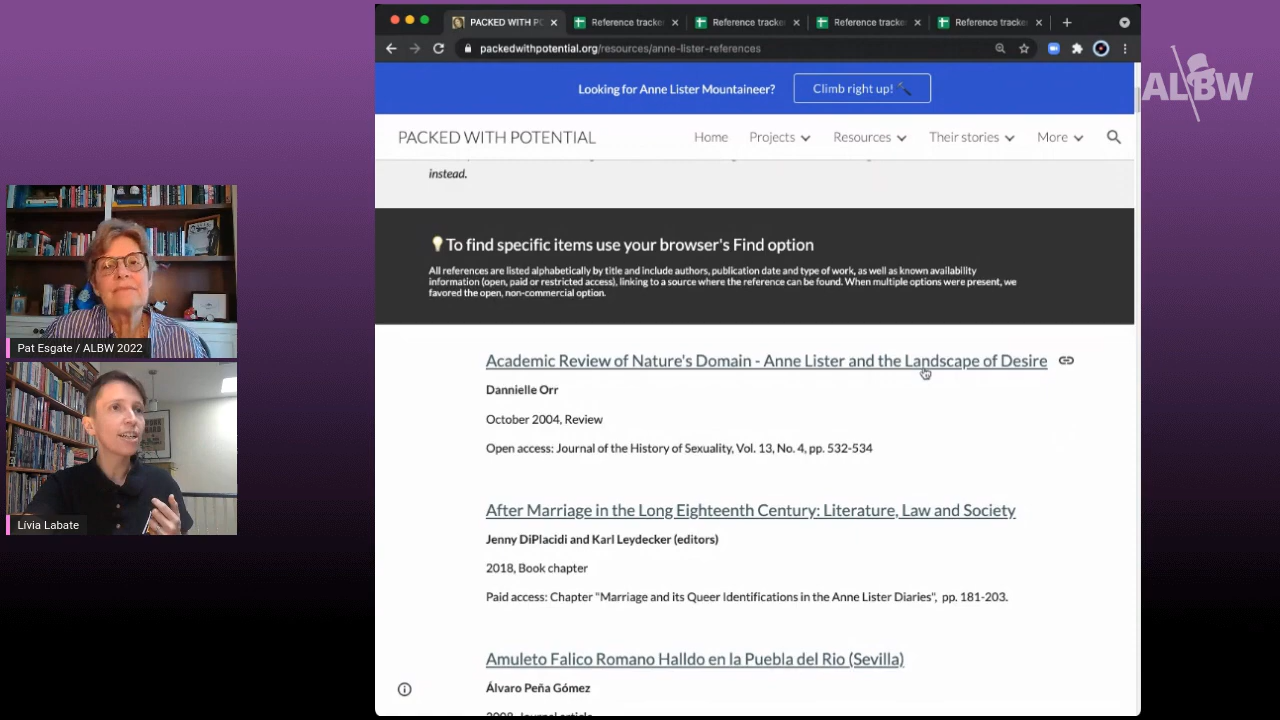 PACKED WITH PO
Reference tracke
Reference tracke
Reference tracke
Reference tracke
packedwithpotential.org/resources/anne-lister-references
Looking for Anne Lister Mountaineer?
Climb right up!
ALBW
PACKED WITH POTENTIAL
Home
Projects
Resources
Their stories
More
instead.
To find specific items use your browser's Find option
All references are listed alphabetically by title and include authors, publication date and type of work, as well as known availability
information (open, paid or restricted access), linking to a source where the reference can be found. When multiple options were present, we
favored the open, non-commercial option.
Academic Review of Nature's Domain - Anne Lister and the Landscape of Desire
Dannielle Orr
October 2004, Review
Open access: Journal of the History of Sexuality, Vol. 13, No. 4, pp. 532-534
After Marriage in the Long Eighteenth Century: Literature, Law and Society
Jenny DiPlacidi and Karl Leydecker (editors)
2018, Book chapter
Paid access: Chapter "Marriage and its Queer Identifications in the Anne Lister Diaries", pp. 181-203.
Amuleto Falico Romano Halldo en la Puebla del Rio (Sevilla)
Álvaro Peña Gómez
2008, Journal article
Pat Esgate / ALBW 2022
Lívia Labate